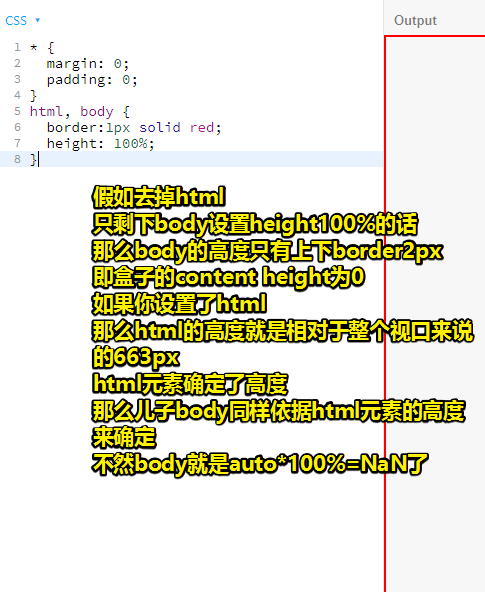 CSS ▾
Output
1 * {
2 margin: 0;
3 padding: 0;
4 }
5 html, body {
6 border:1px solid red;
7 height: 100%;
8 }
假如去掉html
只剩下body设置height100%的话
那么body的高度只有上下border2px
即盒子的content height为0
如果你设置了html
那么html的高度就是相对于整个视口来说
的663px
html元素确定了高度
那么儿子body同样依据html元素的高度
来确定
不然body就是auto*100%=NaN了